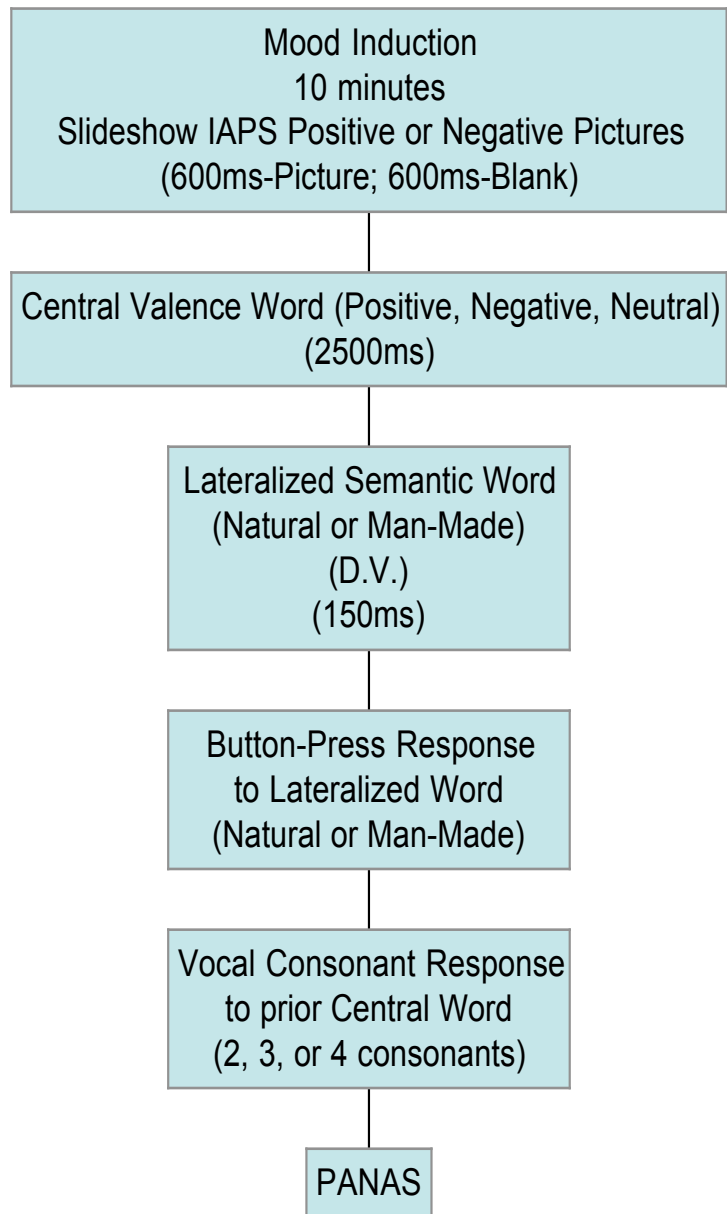 Mood Induction
10 minutes
Slideshow IAPS Positive or Negative Pictures
(600ms-Picture; 600ms-Blank)
Central Valence Word (Positive, Negative, Neutral)
(2500ms)
Lateralized Semantic Word
(Natural or Man-Made)
(D.V.)
(150ms)
Button-Press Response
to Lateralized Word
(Natural or Man-Made)
Vocal Consonant Response
to prior Central Word
(2, 3, or 4 consonants)
PANAS